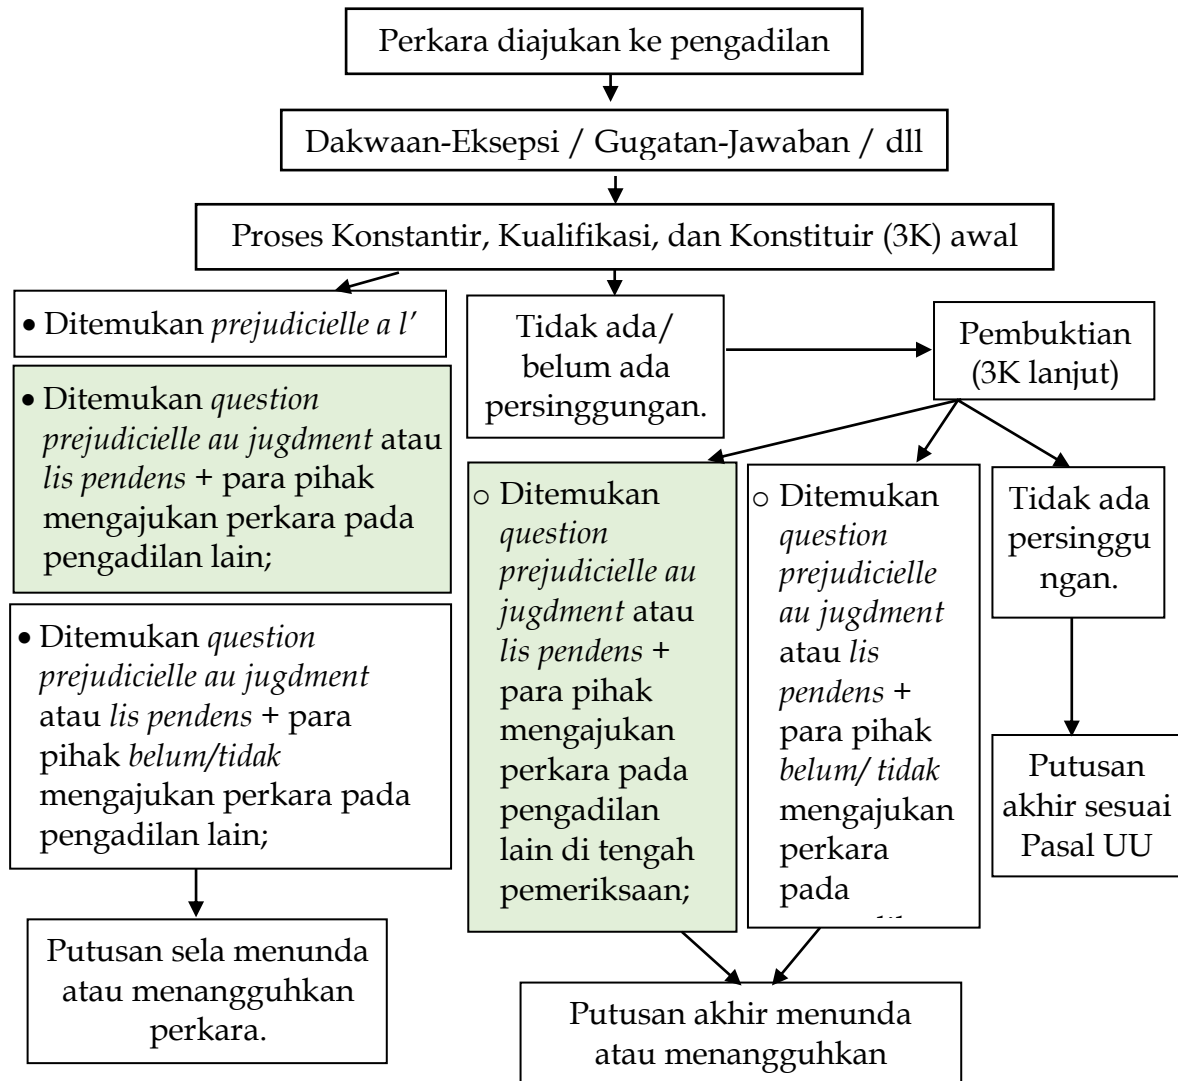 Perkara diajukan ke pengadilan
Dakwaan-Eksepsi / Gugatan-Jawaban / dll
Proses Konstantir, Kualifikasi, dan Konstituir (3K) awal
• Ditemukan prejudicielle a l’
• Ditemukan question
prejudicielle au jugdment atau
lis pendens + para pihak
mengajukan perkara pada
pengadilan lain;
• Ditemukan question
prejudicielle au jugdment
atau lis pendens + para
pihak belum/tidak
mengajukan perkara pada
pengadilan lain;
Putusan sela menunda
atau menangguhkan
perkara.
Tidak ada/
belum ada
persinggungan.
Pembuktian
(3K lanjut)
o Ditemukan
question
prejudicielle au
jugdment atau
lis pendens +
para pihak
mengajukan
perkara pada
pengadilan
lain di tengah
pemeriksaan;
o Ditemukan
question
prejudicielle
au jugdment
atau lis
pendens +
para pihak
belum/ tidak
mengajukan
perkara
pada
Tidak ada
persinggu
ngan.
Putusan
akhir sesuai
Pasal UU
Putusan akhir menunda
atau menangguhkan